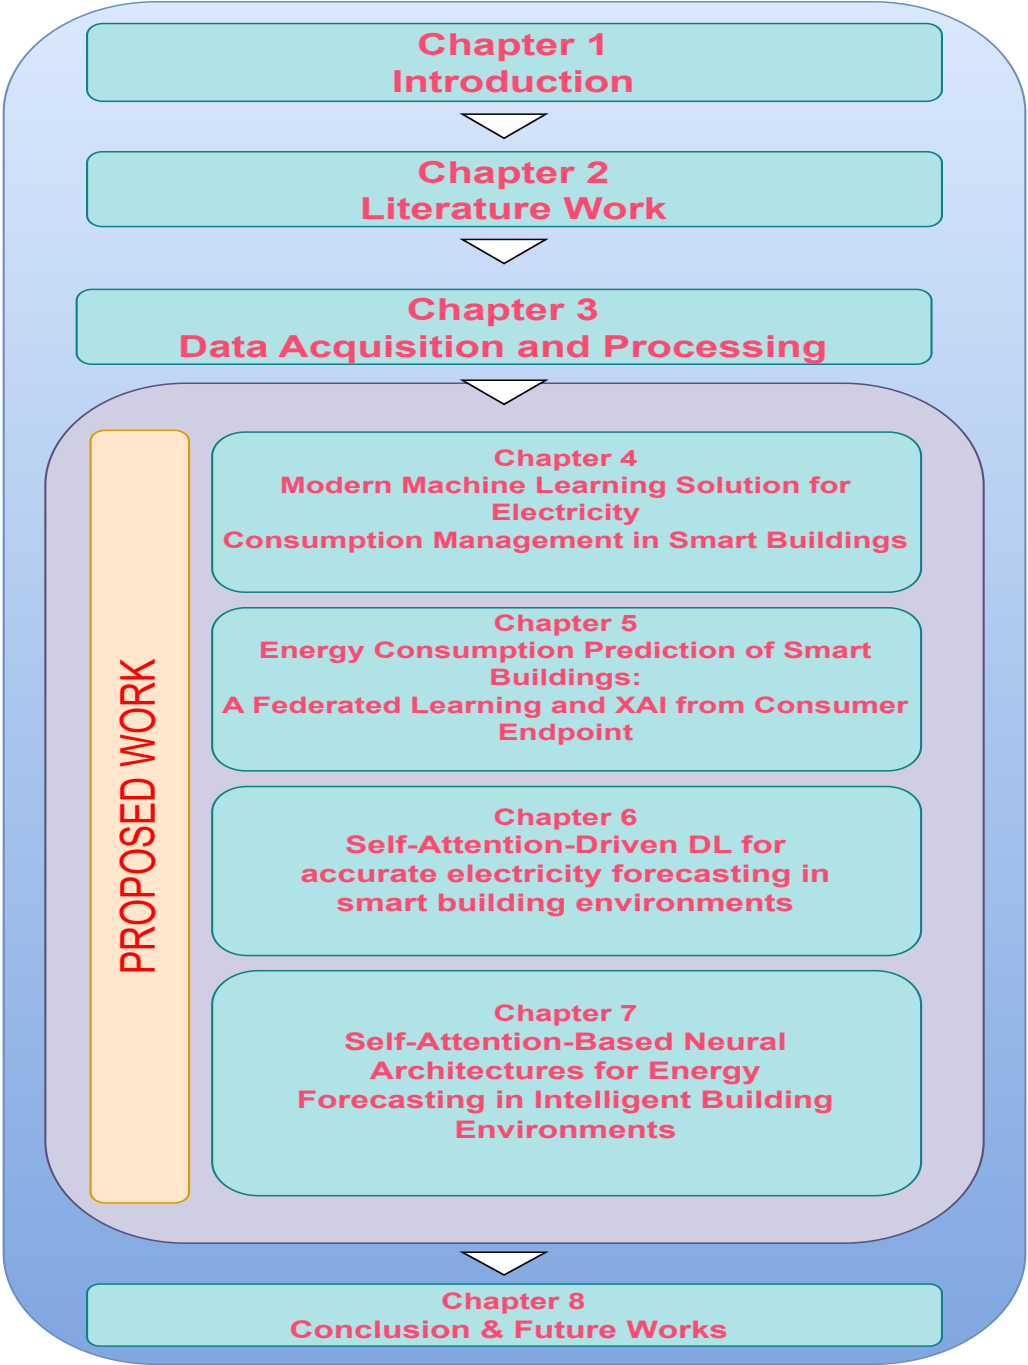 Chapter 1
Introduction
Chapter 2
Literature Work
Chapter 3
Data Acquisition and Processing
PROPOSED WORK
Chapter 4
Modern Machine Learning Solution for
Electricity
Consumption Management in Smart Buildings
Chapter 5
Energy Consumption Prediction of Smart
Buildings:
A Federated Learning and XAI from Consumer
Endpoint
Chapter 6
Self-Attention-Driven DL for
accurate electricity forecasting in
smart building environments
Chapter 7
Self-Attention-Based Neural
Architectures for Energy
Forecasting in Intelligent Building
Environments
Chapter 8
Conclusion & Future Works